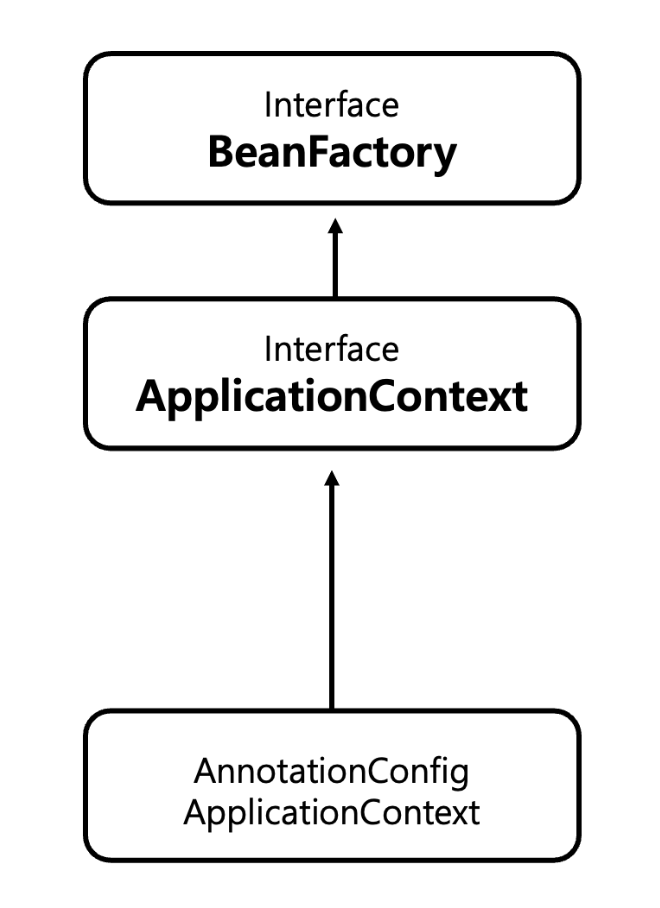 Interface
BeanFactory
Interface
ApplicationContext
AnnotationConfig
ApplicationContext